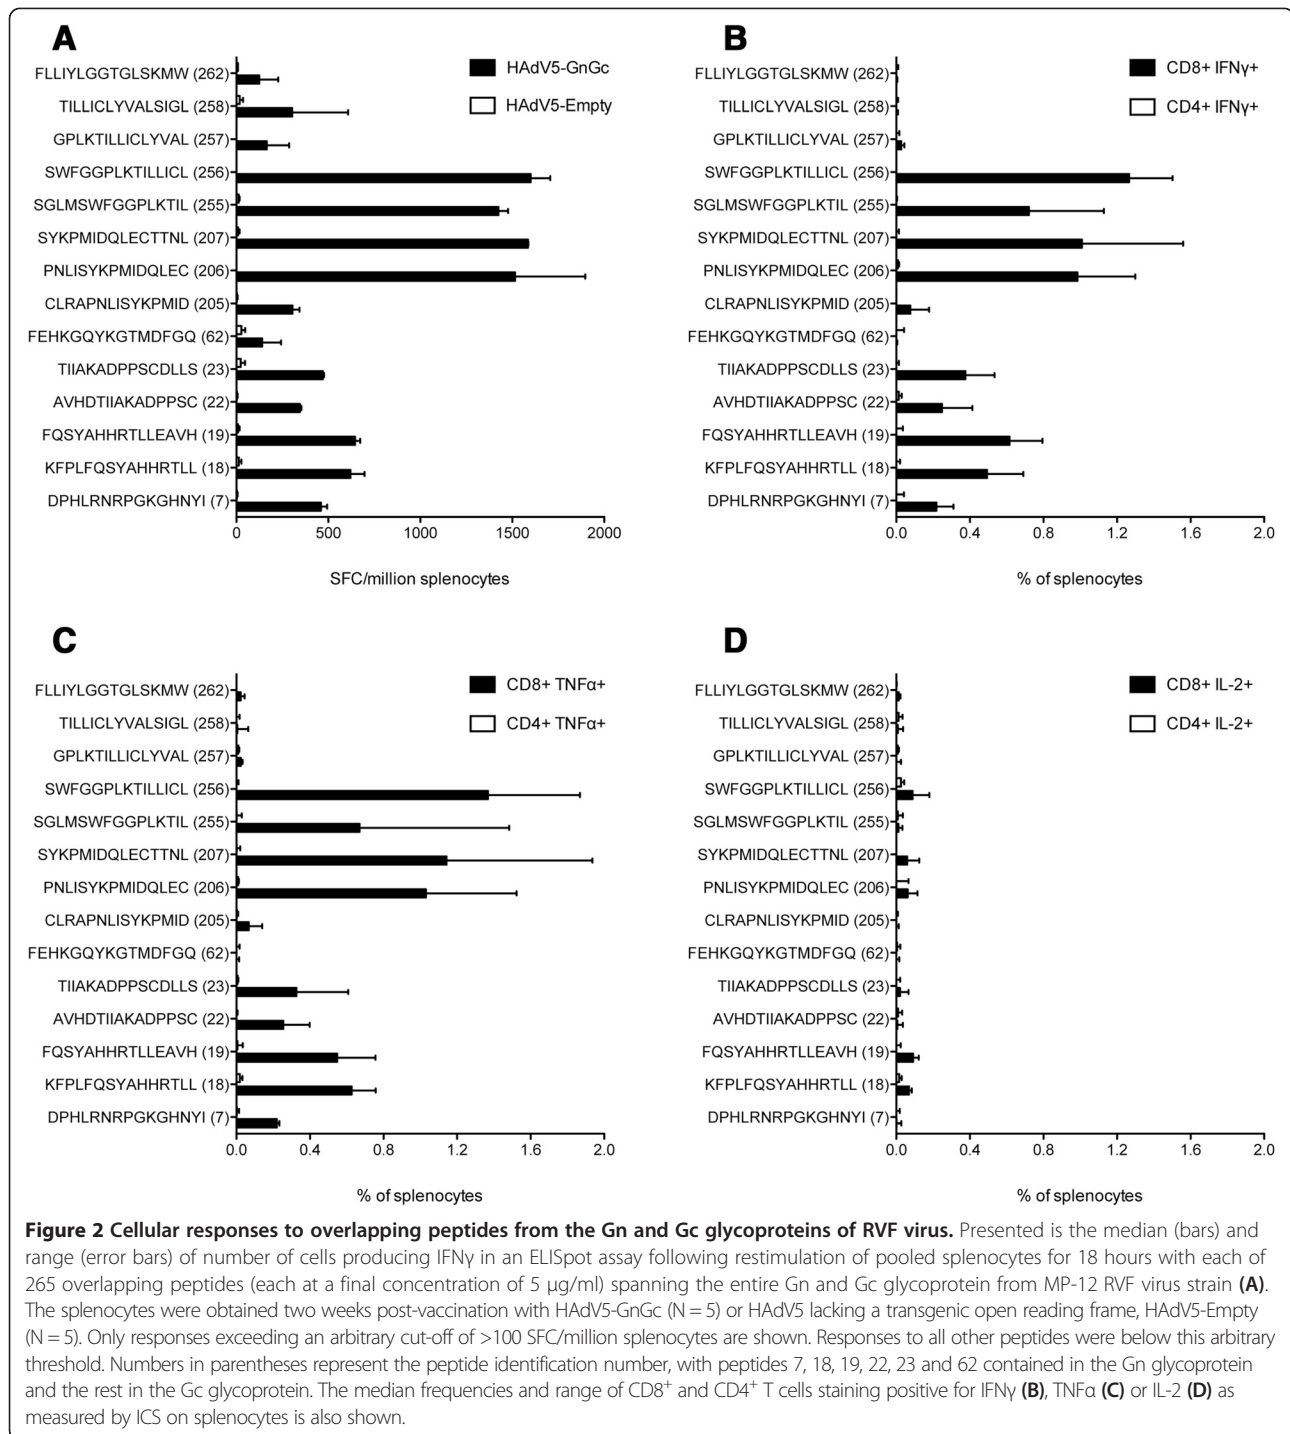 A
FLLIYLGGTGLSKMW (262)
TILLICLYVALSIGL (258)
GPLKTILLICLYVAL (257)
SWFGGPLKTILLICL (256)
SGLMSWFGGPLKTIL (255)
SYKPMIDQLECTTNL (207)
PNLISYKPMIDQLEC (206)
CLRAPNLISYKPMID (205)
FEHKGQYKGTMDFGQ (62)
TIIAKADPPSCDLLS (23)
AVHDTIIAKADPPSC (22)
FQSYAHHRTLLEAVH (19)
KFPLFQSYAHHRTLL (18)
DPHLRNRPGKGHNYI (7)
HAdV5-GnGc
HAdV5-Empty
0 500 1000 1500 2000
SFC/million splenocytes
B
FLLIYLGGTGLSKMW (262)
TILLICLYVALSIGL (258)
GPLKTILLICLYVAL (257)
SWFGGPLKTILLICL (256)
SGLMSWFGGPLKTIL (255)
SYKPMIDQLECTTNL (207)
PNLISYKPMIDQLEC (206)
CLRAPNLISYKPMID (205)
FEHKGQYKGTMDFGQ (62)
TIIAKADPPSCDLLS (23)
AVHDTIIAKADPPSC (22)
FQSYAHHRTLLEAVH (19)
KFPLFQSYAHHRTLL (18)
DPHLRNRPGKGHNYI (7)
CD8+ IFNγ+
CD4+ IFNγ+
0.0 0.4 0.8 1.2 1.6 2.0
% of splenocytes
C
FLLIYLGGTGLSKMW (262)
TILLICLYVALSIGL (258)
GPLKTILLICLYVAL (257)
SWFGGPLKTILLICL (256)
SGLMSWFGGPLKTIL (255)
SYKPMIDQLECTTNL (207)
PNLISYKPMIDQLEC (206)
CLRAPNLISYKPMID (205)
FEHKGQYKGTMDFGQ (62)
TIIAKADPPSCDLLS (23)
AVHDTIIAKADPPSC (22)
FQSYAHHRTLLEAVH (19)
KFPLFQSYAHHRTLL (18)
DPHLRNRPGKGHNYI (7)
CD8+ TNFα+
CD4+ TNFα+
0.0 0.4 0.8 1.2 1.6 2.0
% of splenocytes
D
FLLIYLGGTGLSKMW (262)
TILLICLYVALSIGL (258)
GPLKTILLICLYVAL (257)
SWFGGPLKTILLICL (256)
SGLMSWFGGPLKTIL (255)
SYKPMIDQLECTTNL (207)
PNLISYKPMIDQLEC (206)
CLRAPNLISYKPMID (205)
FEHKGQYKGTMDFGQ (62)
TIIAKADPPSCDLLS (23)
AVHDTIIAKADPPSC (22)
FQSYAHHRTLLEAVH (19)
KFPLFQSYAHHRTLL (18)
DPHLRNRPGKGHNYI (7)
CD8+ IL-2+
CD4+ IL-2+
0.0 0.4 0.8 1.2 1.6 2.0
% of splenocytes
Figure 2 Cellular responses to overlapping peptides from the Gn and Gc glycoproteins of RVF virus. Presented is the median (bars) and
range (error bars) of number of cells producing IFNγ in an ELISpot assay following restimulation of pooled splenocytes for 18 hours with each of
265 overlapping peptides (each at a final concentration of 5 μg/ml) spanning the entire Gn and Gc glycoprotein from MP-12 RVF virus strain (A).
The splenocytes were obtained two weeks post-vaccination with HAdV5-GnGc (N = 5) or HAdV5 lacking a transgenic open reading frame, HAdV5-Empty
(N = 5). Only responses exceeding an arbitrary cut-off of >100 SFC/million splenocytes are shown. Responses to all other peptides were below this arbitrary
threshold. Numbers in parentheses represent the peptide identification number, with peptides 7, 18, 19, 22, 23 and 62 contained in the Gn glycoprotein
and the rest in the Gc glycoprotein. The median frequencies and range of CD8⁺ and CD4⁺ T cells staining positive for IFNγ (B), TNFα (C) or IL-2 (D) as
measured by ICS on splenocytes is also shown.